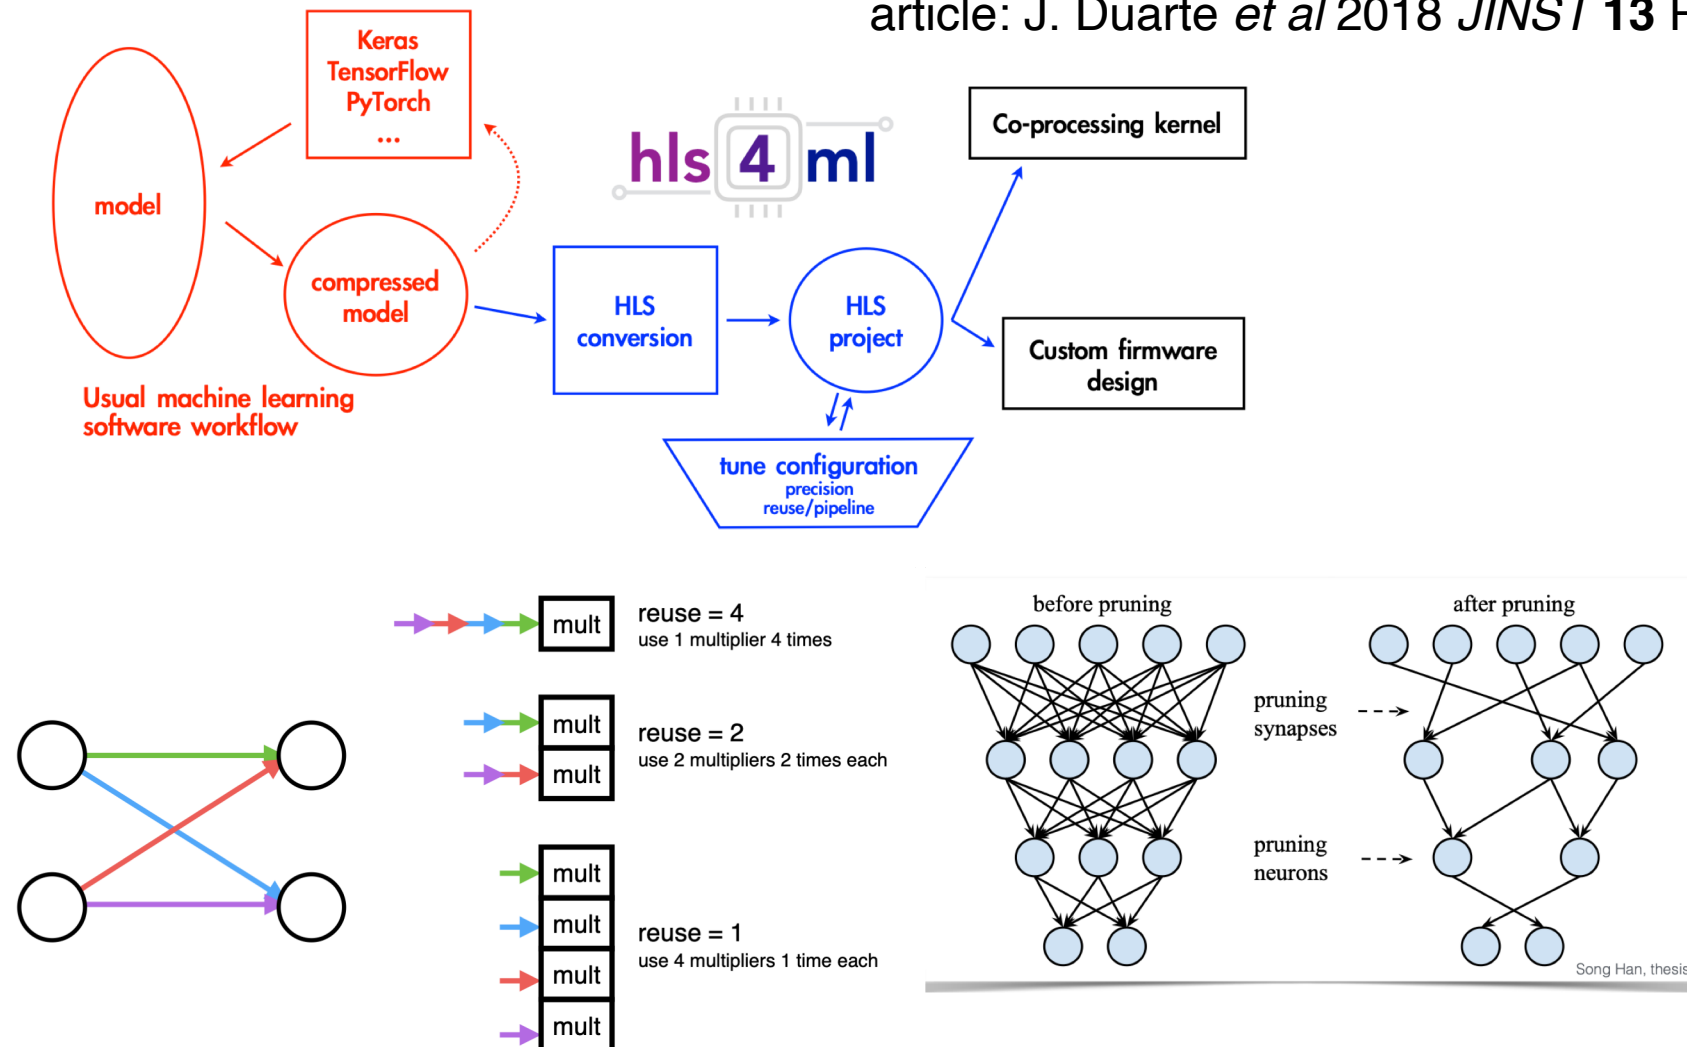 article: J. Duarte et al 2018 JINST 13 P
Keras
TensorFlow
PyTorch
...
model
compressed
model
Usual machine learning
software workflow
hls 4 ml
HLS
conversion
HLS
project
tune configuration
precision
reuse/pipeline
Co-processing kernel
Custom firmware
design
mult
reuse = 4
use 1 multiplier 4 times
mult
mult
reuse = 2
use 2 multipliers 2 times each
mult
mult
mult
mult
reuse = 1
use 4 multipliers 1 time each
before pruning
after pruning
pruning
synapses
pruning
neurons
Song Han, thesis